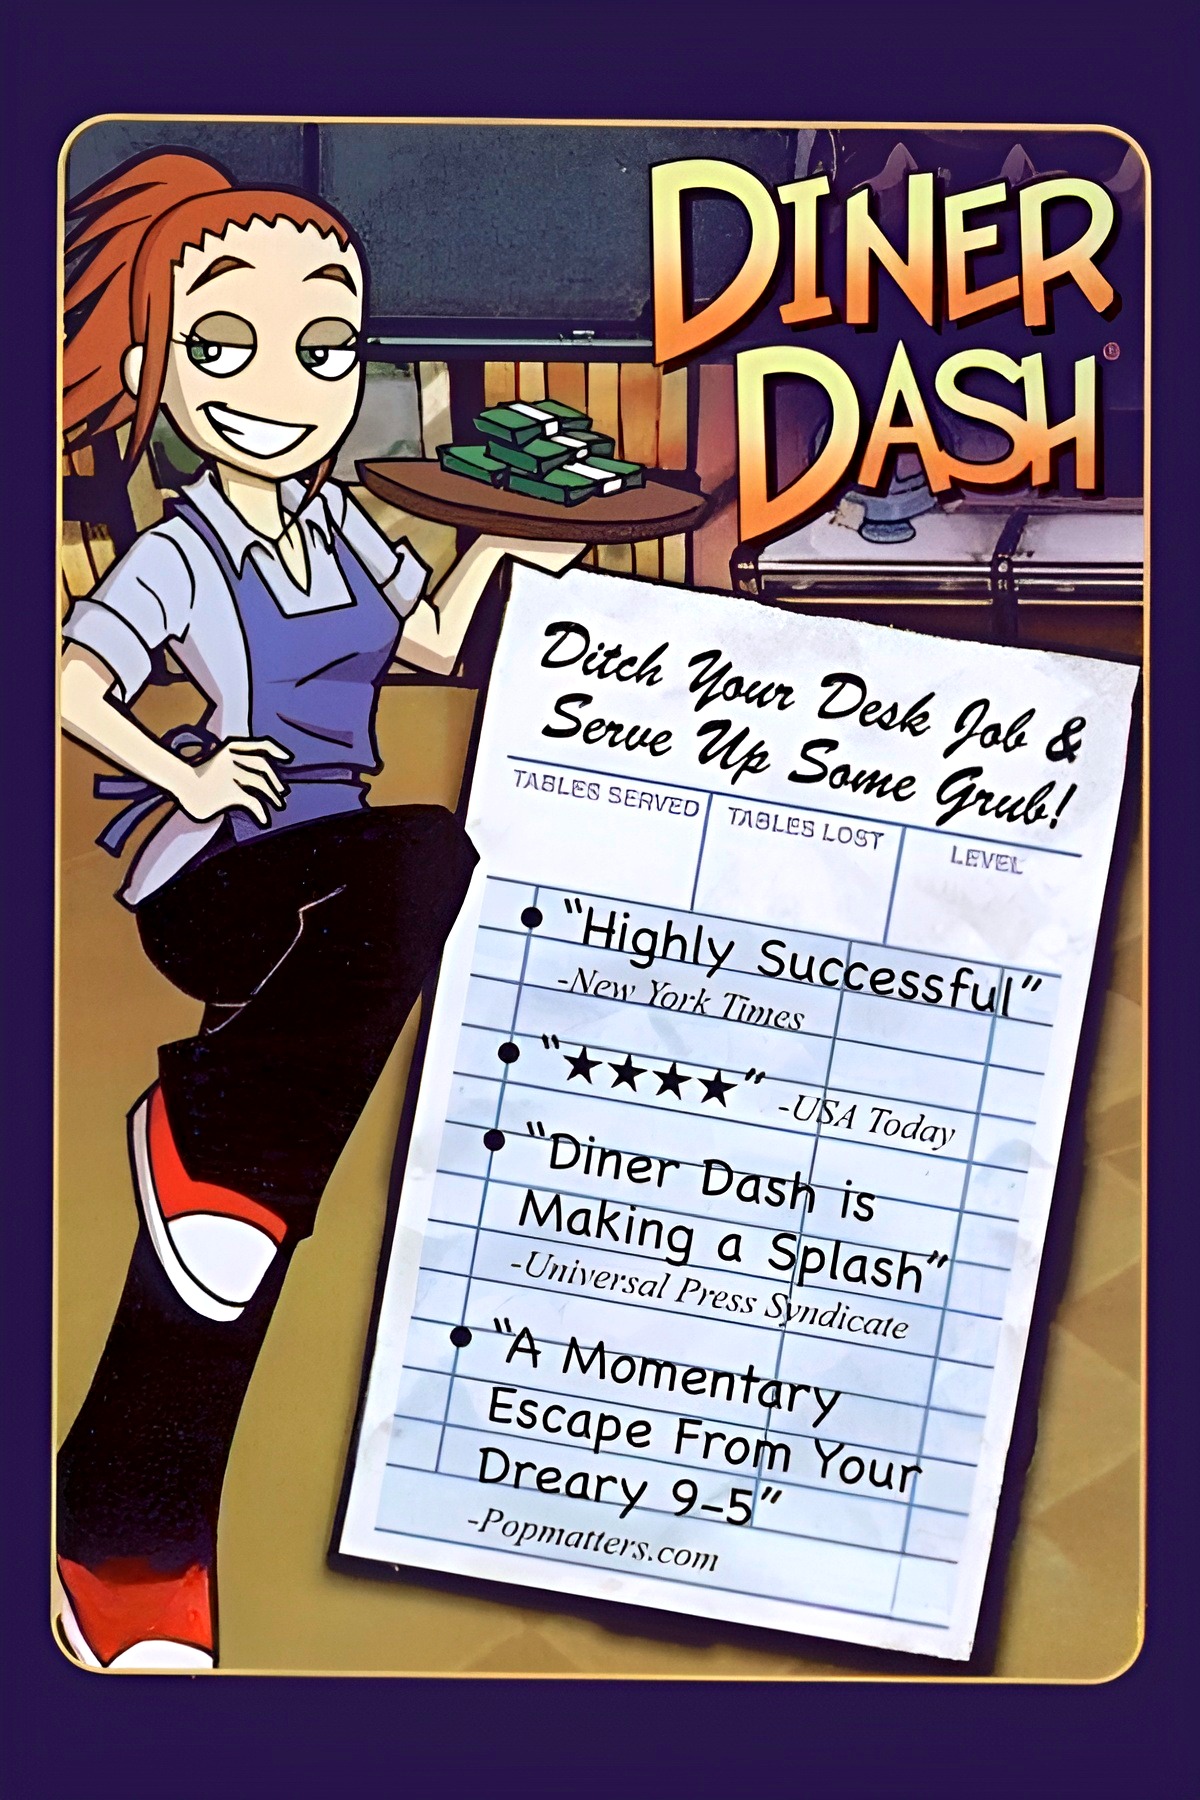 DINER
DASH®
Ditch Your Desk Job &
Serve Up Some Grub!
TABLES SERVED
TABLES LOST
LEVEL
• “Highly Successful”
-New York Times
• “★★★★” -USA Today
• “Diner Dash is
Making a Splash”
-Universal Press Syndicate
• “A Momentary
Escape From Your
Dreary 9-5”
-Popmatters.com